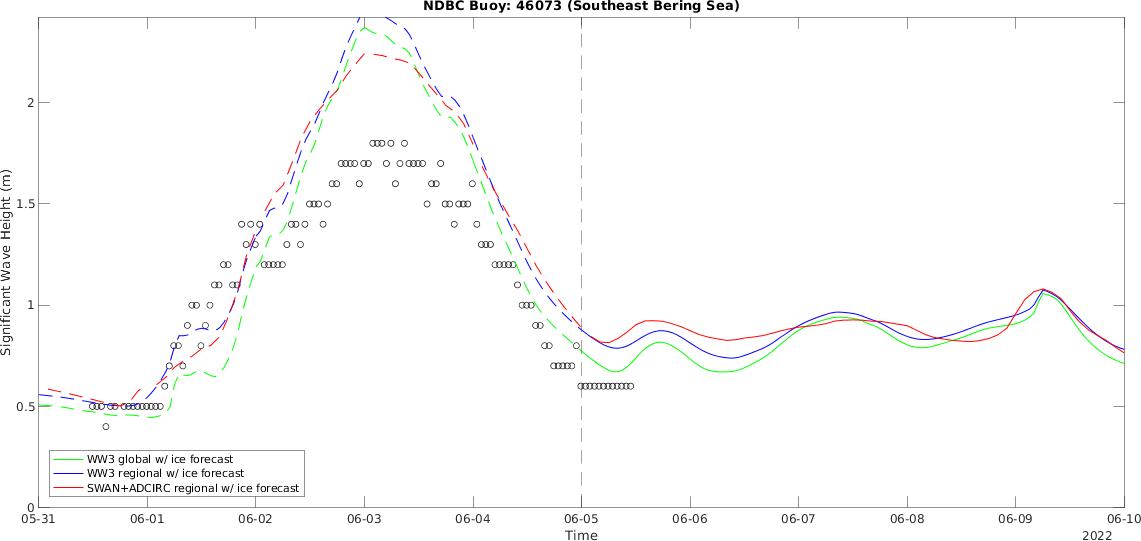 NDBC Buoy: 46073 (Southeast Bering Sea)
Significant Wave Height (m)
2
1.5
1
0.5
0
WW3 global w/ ice forecast
WW3 regional w/ ice forecast
SWAN+ADCIRC regional w/ ice forecast
05-31 06-01 06-02 06-03 06-04 06-05 06-06 06-07 06-08 06-09 06-10
Time 2022